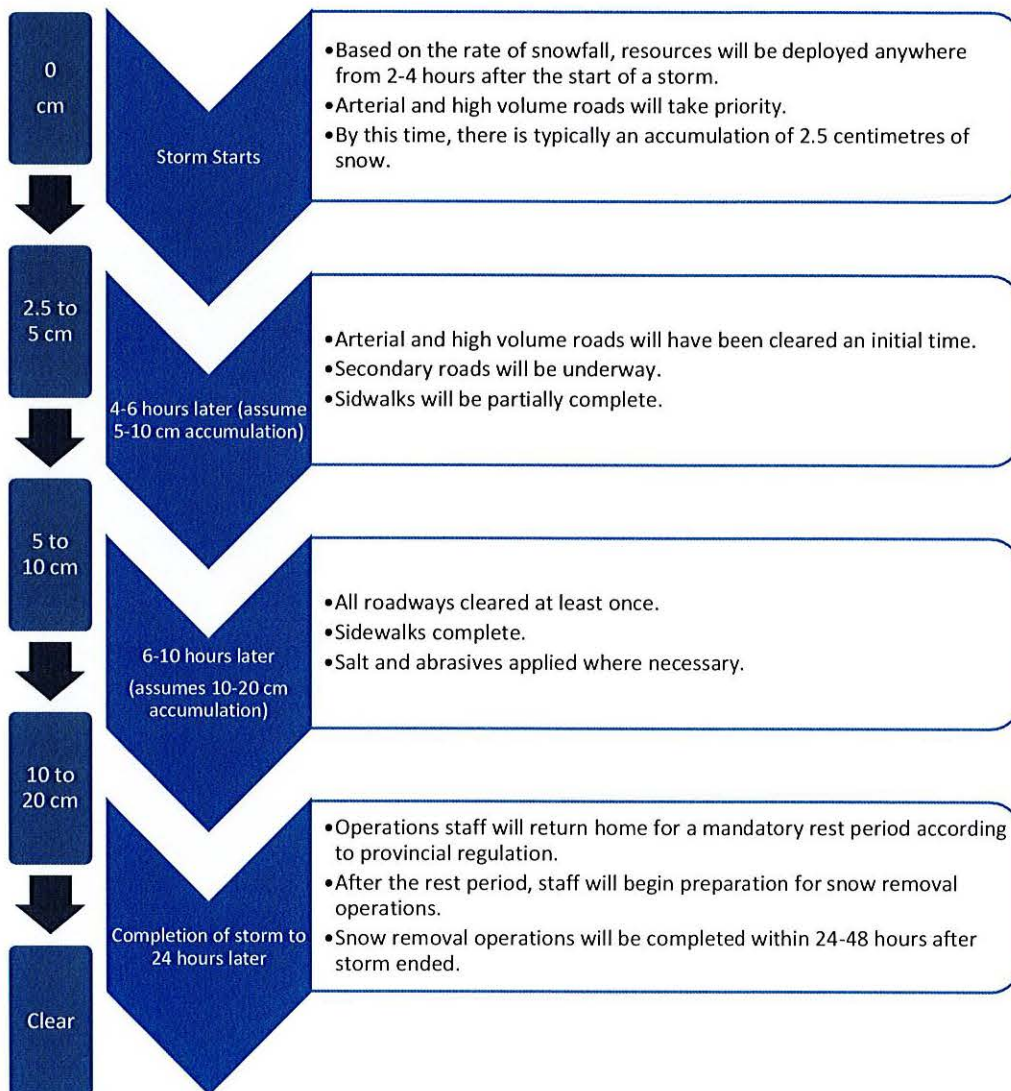 0
cm
Storm Starts
•Based on the rate of snowfall, resources will be deployed anywhere
from 2-4 hours after the start of a storm.
•Arterial and high volume roads will take priority.
•By this time, there is typically an accumulation of 2.5 centimetres of
snow.
2.5 to
5 cm
4-6 hours later (assume
5-10 cm accumulation)
•Arterial and high volume roads will have been cleared an initial time.
•Secondary roads will be underway.
•Sidwalks will be partially complete.
5 to
10 cm
6-10 hours later
(assumes 10-20 cm
accumulation)
•All roadways cleared at least once.
•Sidewalks complete.
•Salt and abrasives applied where necessary.
10 to
20 cm
Completion of storm to
24 hours later
•Operations staff will return home for a mandatory rest period according
to provincial regulation.
•After the rest period, staff will begin preparation for snow removal
operations.
•Snow removal operations will be completed within 24-48 hours after
storm ended.
Clear